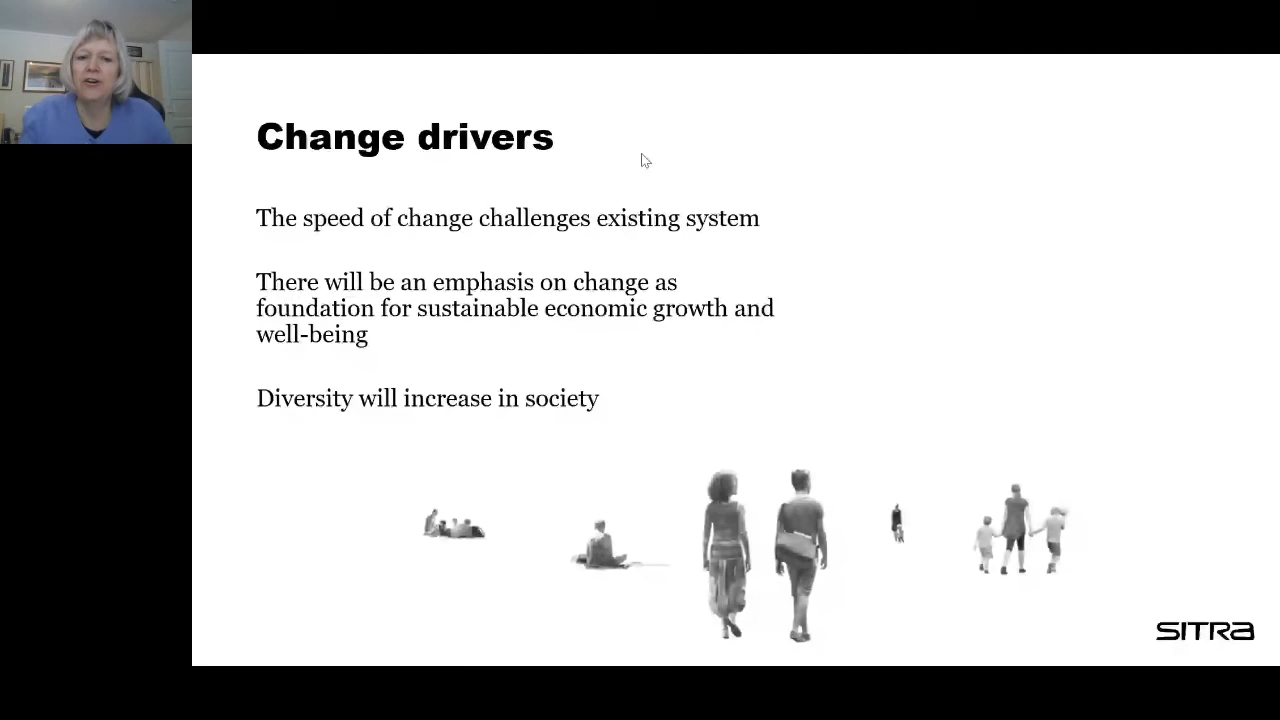 Change drivers
The speed of change challenges existing system
There will be an emphasis on change as
foundation for sustainable economic growth and
well-being
Diversity will increase in society
SITRA